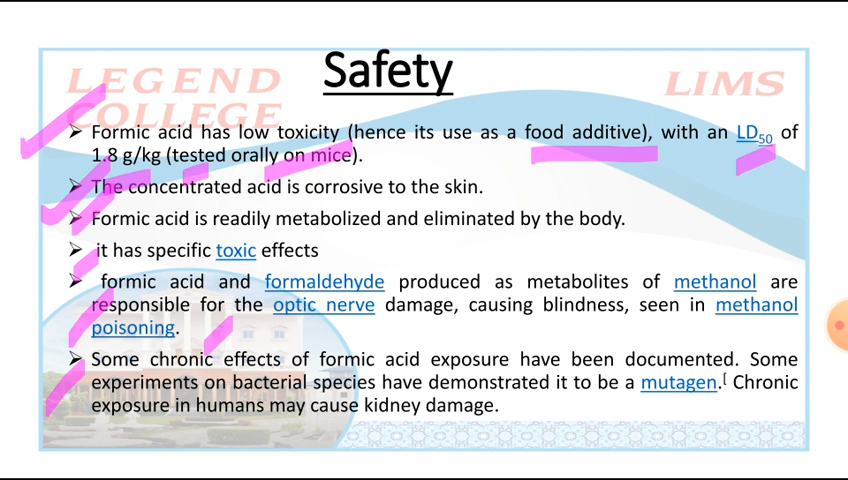 Safety
LEGEND
COLLEGE
LIMS
➢ Formic acid has low toxicity (hence its use as a food additive), with an LD50 of
1.8 g/kg (tested orally on mice).
➢ The concentrated acid is corrosive to the skin.
➢ Formic acid is readily metabolized and eliminated by the body.
➢ it has specific toxic effects
➢ formic acid and formaldehyde produced as metabolites of methanol are
responsible for the optic nerve damage, causing blindness, seen in methanol
poisoning.
➢ Some chronic effects of formic acid exposure have been documented. Some
experiments on bacterial species have demonstrated it to be a mutagen.[ Chronic
exposure in humans may cause kidney damage.